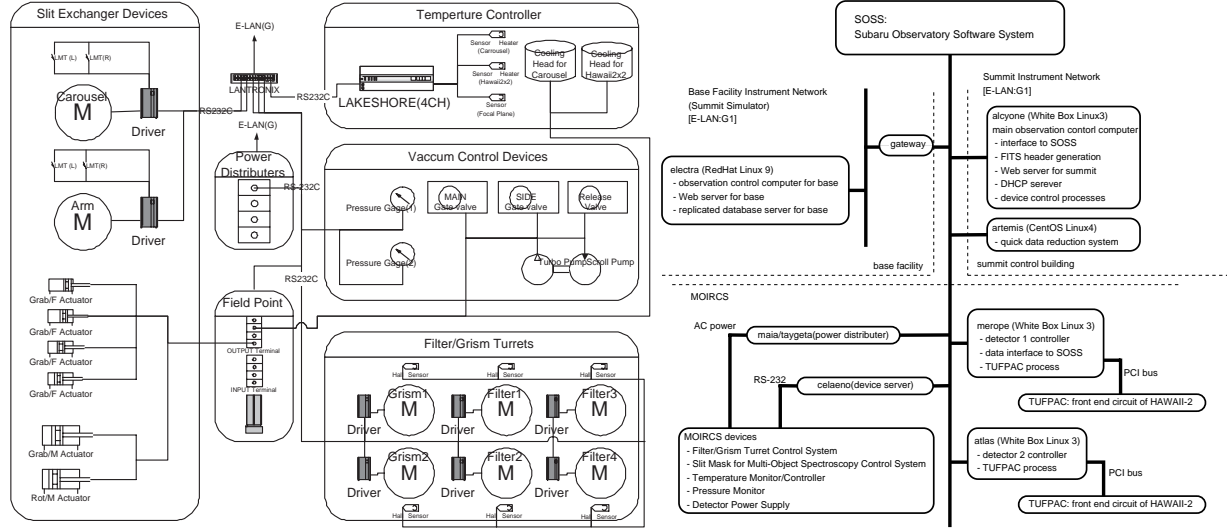 Slit Exchanger Devices
LMT (L)
LMT(R)
Carousel
M
Driver
LMT (L)
LMT(R)
Arm
M
Driver
Grab/F Actuator
Grab/F Actuator
Grab/F Actuator
Grab/F Actuator
Grab/M Actuator
Rot/M Actuator
E-LAN(G)
LANTRONIX
RS232C
RS232C
E-LAN(G)
Power
Distributers
RS-232C
RS232C
Field Point
OUTPUT Terminal
INPUT Terminal
Temperture Controller
LAKESHORE(4CH)
Sensor Heater
(Carrousel)
Sensor Heater
(Hawaii2x2)
Sensor
(Focal Plane)
Cooling
Head for
Carousel
Cooling
Head for
Hawaii2x2
Vaccum Control Devices
Pressure Gage(1)
Pressure Gage(2)
MAIN
Gate valve
SIDE
Gate valve
Release
Valve
Turbo Pump
Scroll Pump
Filter/Grism Turrets
Hall Sensor
Hall Sensor
Hall Sensor
Grism1
M
Driver
Filter1
M
Driver
Filter3
M
Driver
Grism2
M
Driver
Filter2
M
Driver
Filter4
M
Driver
Hall Sensor
Hall Sensor
Hall Sensor
SOSS:
Subaru Observatory Software System
Base Facility Instrument Network
(Summit Simulator)
[E-LAN:G1]
Summit Instrument Network
[E-LAN:G1]
gateway
electra (RedHat Linux 9)
- observation control computer for base
- Web server for base
- replicated database server for base
alcyone (White Box Linux3)
main observation contorl computer
- interface to SOSS
- FITS header generation
- Web server for summit
- DHCP serever
- device control processes
artemis (CentOS Linux4)
- quick data reduction system
base facility
summit control building
MOIRCS
AC power
maia/taygeta(power distributer)
RS-232
celaeno(device server)
MOIRCS devices
- Filter/Grism Turret Control System
- Slit Mask for Multi-Object Spectroscopy Control System
- Temperature Monitor/Controller
- Pressure Monitor
- Detector Power Supply
merope (White Box Linux 3)
- detector 1 controller
- data interface to SOSS
- TUFPAC process
PCI bus
TUFPAC: front end circuit of HAWAII-2
atlas (White Box Linux 3)
- detector 2 controller
- TUFPAC process
PCI bus
TUFPAC: front end circuit of HAWAII-2